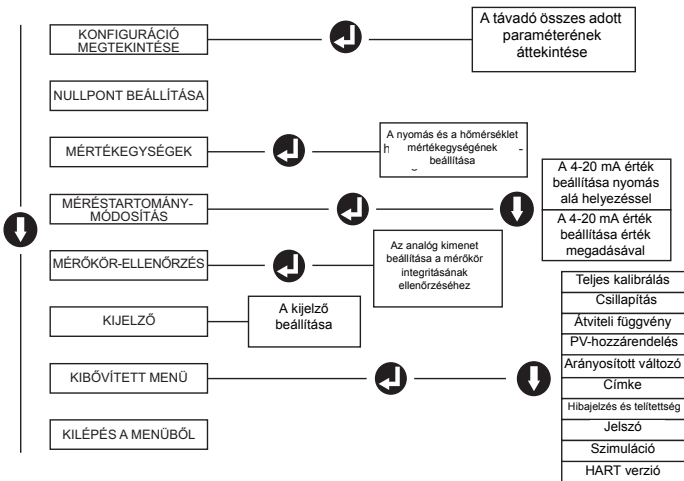 KONFIGURÁCIÓ
MEGTEKINTÉSE
A távadó összes adott
paraméterének
áttekintése
NULLPONT BEÁLLÍTÁSA
MÉRTÉKEGYSÉGEK
A nyomás és a hőmérséklet
mértékegységének
beállítása
MÉRÉSTARTOMÁNY-
MÓDOSÍTÁS
A 4-20 mA érték
beállítása nyomás
alá helyezéssel
A 4-20 mA érték
beállítása érték
megadásával
MÉRŐKÖR-ELLENŐRZÉS
Az analóg kimenet
beállítása a mérőkör
integritásának
ellenőrzéséhez
KIJELZŐ
A kijelző
beállítása
KIBŐVÍTETT MENÜ
Teljes kalibrálás
Csillapítás
Átviteli függvény
PV-hozzárendelés
Arányosított változó
Címke
Hibajelzés és telítettség
Jelszó
Szimuláció
HART verzió
KILÉPÉS A MENÜBŐL